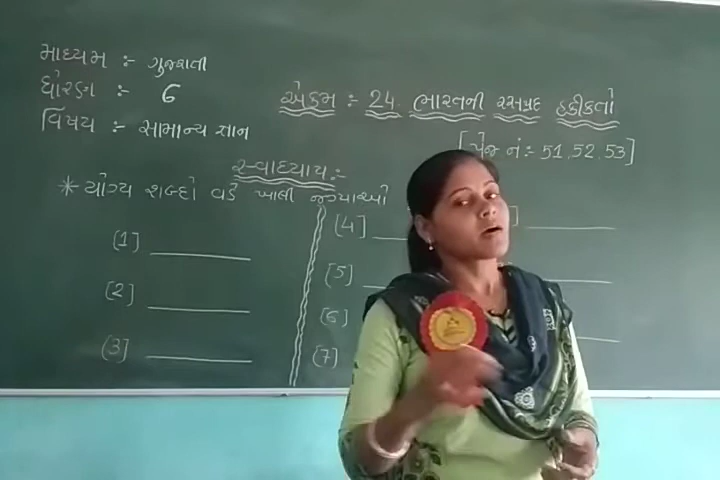 માધ્યમ :- ગુજરાતી
ધોરણ :- 6
વિષય :- સામાન્ય જ્ઞાન
એકમ :- 24. ભારતની રસપ્રદ હકીકતો
[પેજ નં :- 51, 52, 53]
સ્વાધ્યાય :-
* યોગ્ય શબ્દો વડે ખાલી જગ્યાઓ
[1]
[2]
[3]
[4]
[5]
[6]
[7]